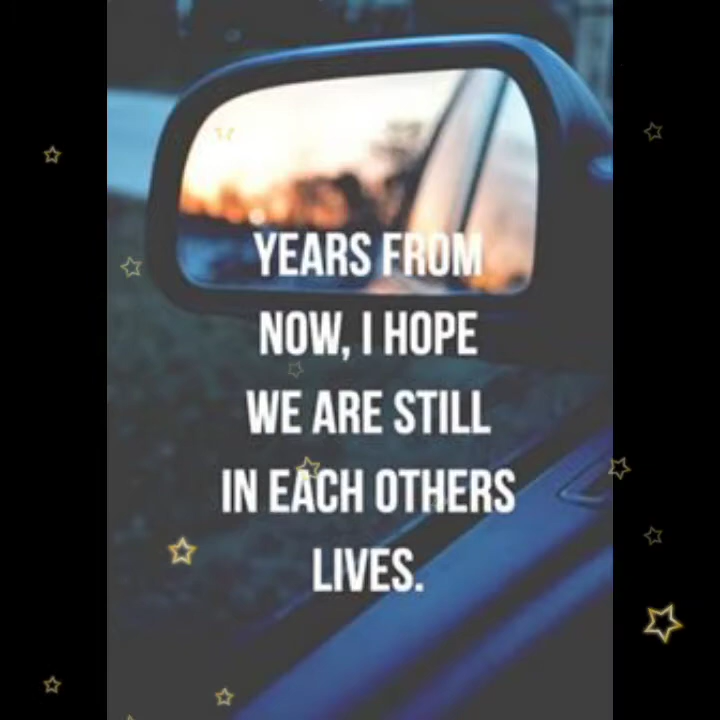 YEARS FROM
NOW, I HOPE
WE ARE STILL
IN EACH OTHERS
LIVES.